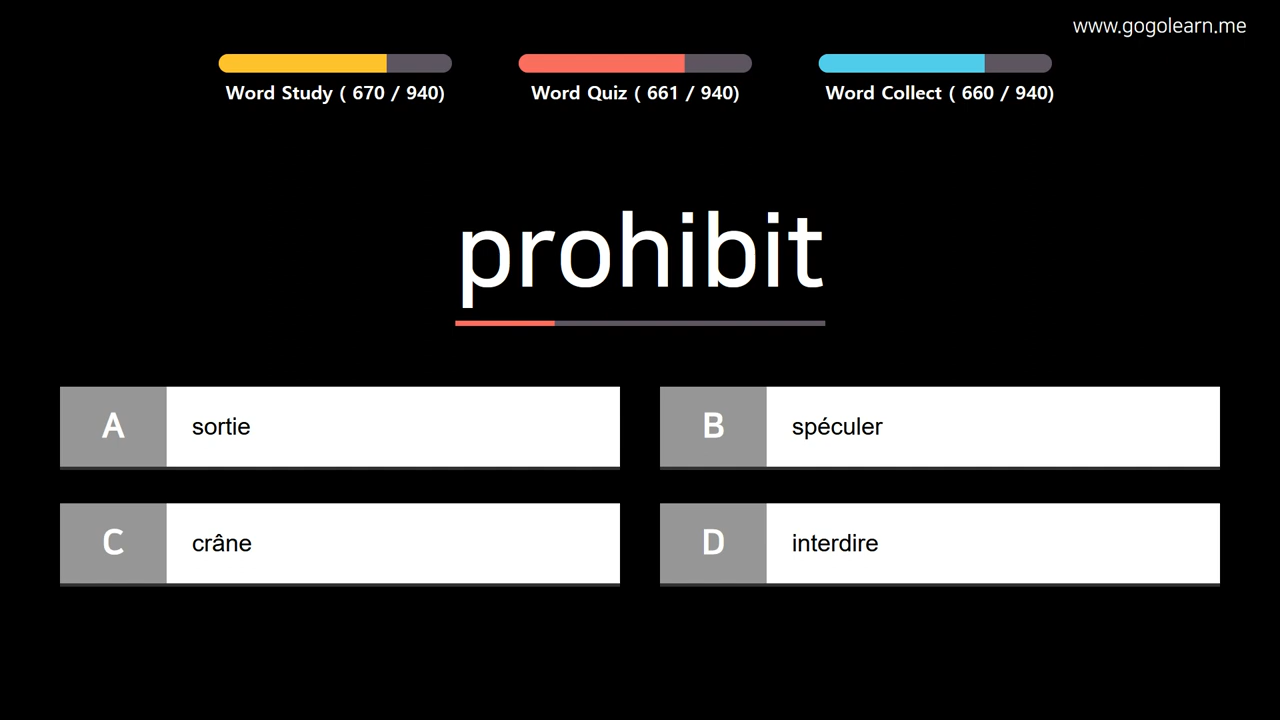 www.gogolearn.me
Word Study ( 670 / 940)
Word Quiz ( 661 / 940)
Word Collect ( 660 / 940)
prohibit
A
sortie
B
spéculer
C
crâne
D
interdire